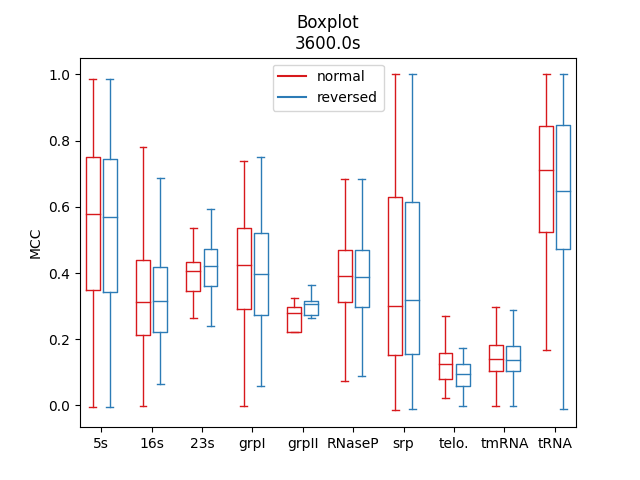 Boxplot
3600.0s
normal
reversed
MCC
1.0
0.8
0.6
0.4
0.2
0.0
5s 16s 23s grpI grpII RNaseP srp telo. tmRNA tRNA